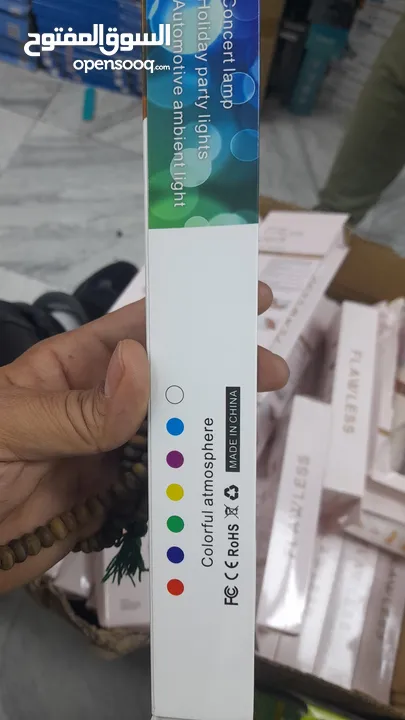 السوق المفتوح
opensooq.com
Concert lamp
Holiday party lights
Automotive ambient light
Colorful atmosphere
MADE IN CHINA
FC CE RoHS
FLAWLESS
FLAWLESS
FLAWLESS